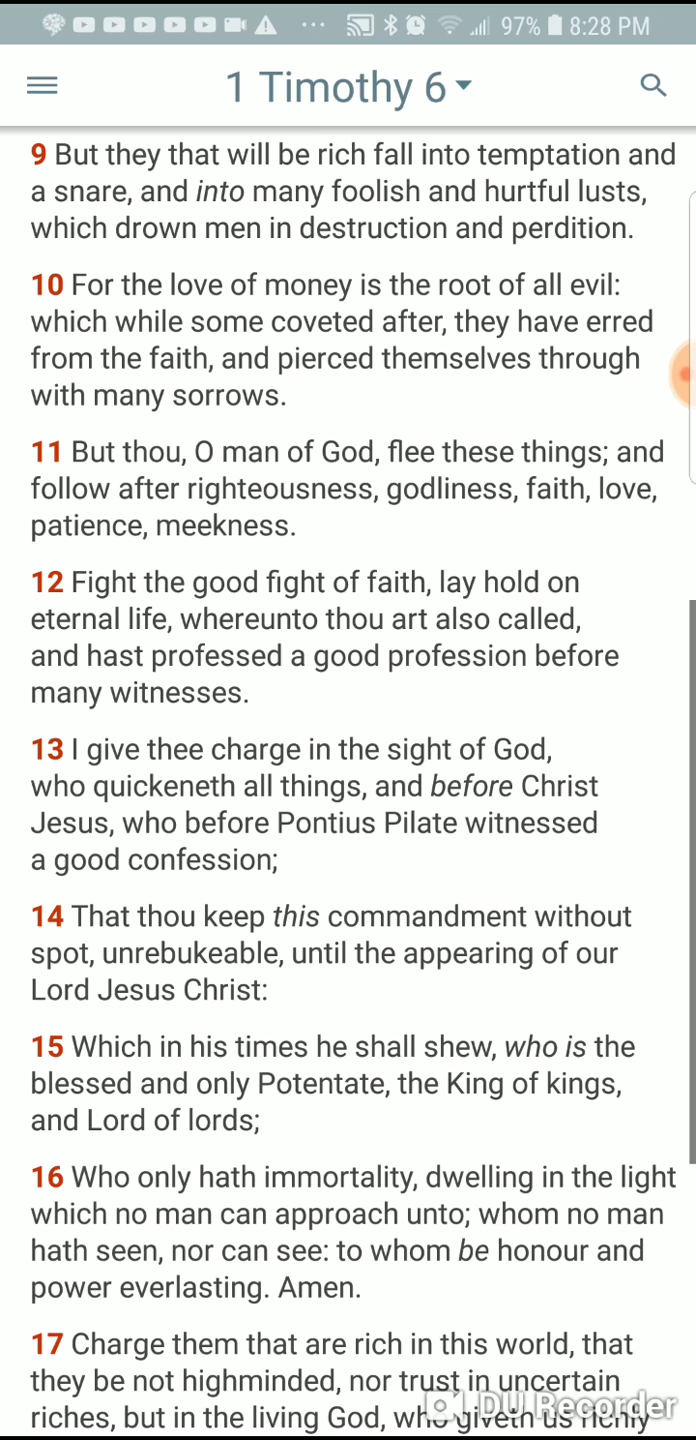 97% 8:28 PM
1 Timothy 6
9 But they that will be rich fall into temptation and
a snare, and into many foolish and hurtful lusts,
which drown men in destruction and perdition.
10 For the love of money is the root of all evil:
which while some coveted after, they have erred
from the faith, and pierced themselves through
with many sorrows.
11 But thou, O man of God, flee these things; and
follow after righteousness, godliness, faith, love,
patience, meekness.
12 Fight the good fight of faith, lay hold on
eternal life, whereunto thou art also called,
and hast professed a good profession before
many witnesses.
13 I give thee charge in the sight of God,
who quickeneth all things, and before Christ
Jesus, who before Pontius Pilate witnessed
a good confession;
14 That thou keep this commandment without
spot, unrebukeable, until the appearing of our
Lord Jesus Christ:
15 Which in his times he shall shew, who is the
blessed and only Potentate, the King of kings,
and Lord of lords;
16 Who only hath immortality, dwelling in the light
which no man can approach unto; whom no man
hath seen, nor can see: to whom be honour and
power everlasting. Amen.
17 Charge them that are rich in this world, that
they be not highminded, nor trust in uncertain
riches, but in the living God, who giveth us richly
DU Recorder